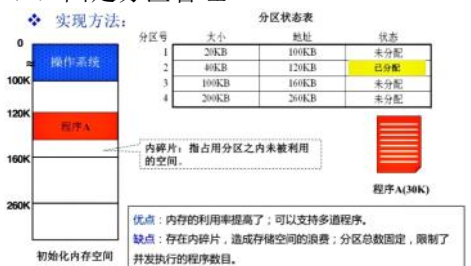 ❖ 实现方法：
分区状态表
分区号 大小 地址 状态
1 20KB 100KB 未分配
2 40KB 120KB 已分配
3 100KB 160KB 未分配
4 200KB 260KB 未分配
0
操作系统
100K
120K
程序A
160K
260K
初始化内存空间
内碎片：指占用分区之内未被利用
的空间。
程序A(30K)
优点：内存的利用率提高了；可以支持多道程序。
缺点：存在内碎片，造成存储空间的浪费；分区总数固定，限制了
并发执行的程序数目。